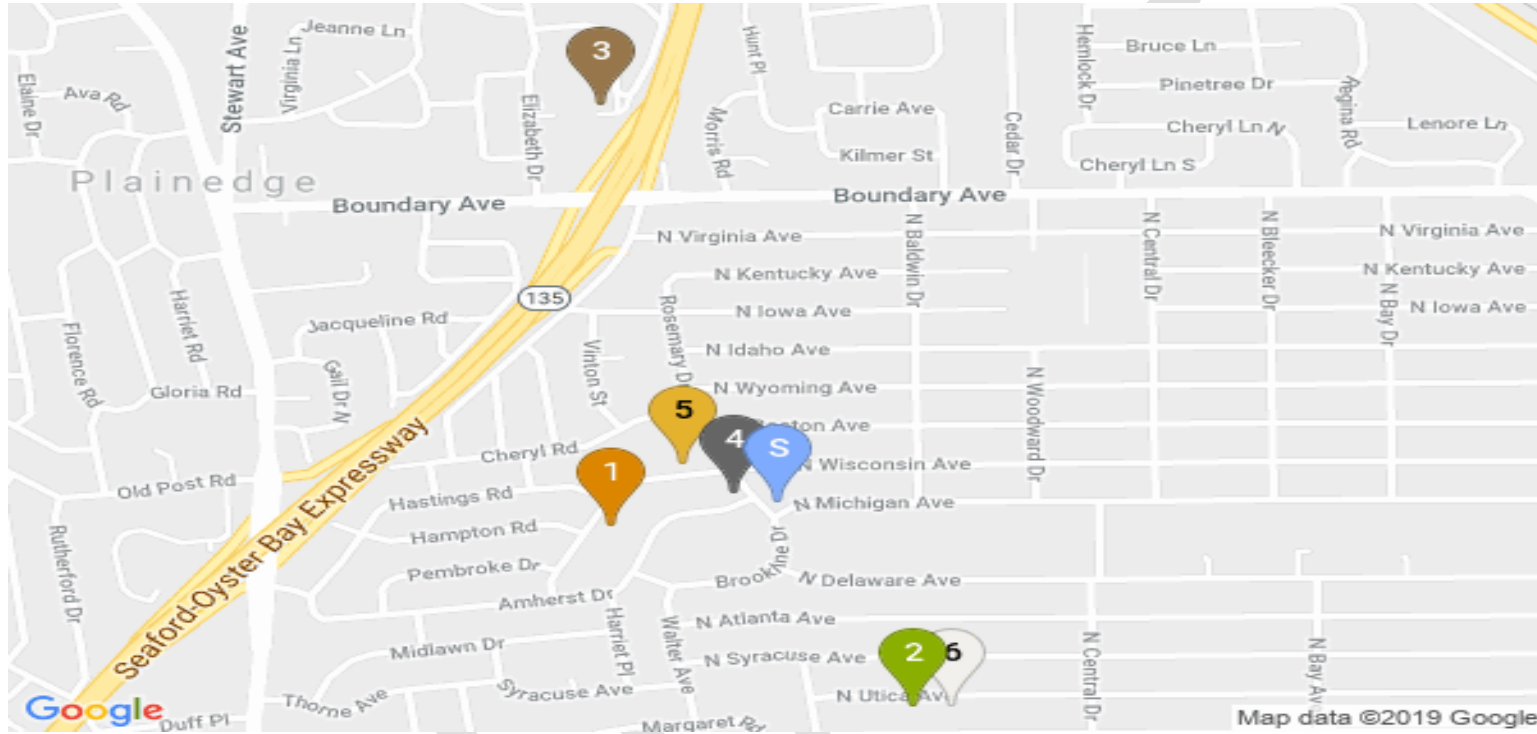 Jeanne Ln
Stewart Ave
Virginia Ln
Elaine Dr
Ava Rd
Elizabeth Dr
3
Hunt Pl
Morris Rd
Carrie Ave
Kilmer St
Cedar Dr
Hemlock Dr
Bruce Ln
Pinetree Dr
Cheryl Ln N
Cheryl Ln S
Regina Rd
Lenore Ln
Plainedge
Boundary Ave
Boundary Ave
N Virginia Ave
N Baldwin Dr
N Central Dr
N Bleecker Dr
N Virginia Ave
N Kentucky Ave
N Kentucky Ave
135
Rosemary Dr
N Iowa Ave
N Bay Dr
N Iowa Ave
Harriet Rd
Florence Rd
Jacqueline Rd
Gail Dr N
Vinton St
N Idaho Ave
Gloria Rd
N Wyoming Ave
N Woodward Dr
5
4
S
1
Cheryl Rd
N Wisconsin Ave
Old Post Rd
Hastings Rd
N Michigan Ave
Seaford-Oyster Bay Expressway
Hampton Rd
Rutherford Dr
Pembroke Dr
N Delaware Ave
Amherst Dr
Harriet Pl
Walter Ave
N Atlanta Ave
Midlawn Dr
N Syracuse Ave
2
6
N Central Dr
Syracuse Ave
Thorne Ave
N Utica Av
Google
Duff Pl
Margaret Rd
Map data ©2019 Google